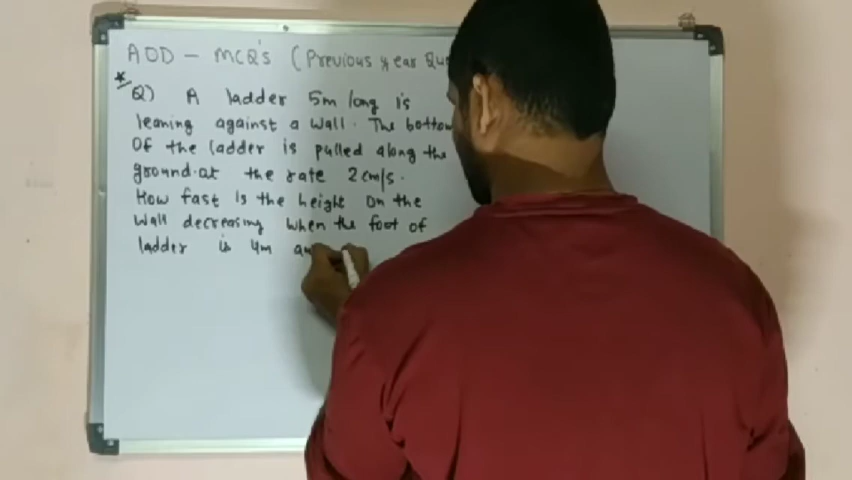 AOD - MCQ's (Previous year Qu
* Q) A ladder 5m long is
leaning against a wall. The bottom
Of the ladder is pulled along the
ground at the rate 2cm/s.
How fast is the height on the
wall decreasing when the foot of
ladder is 4m